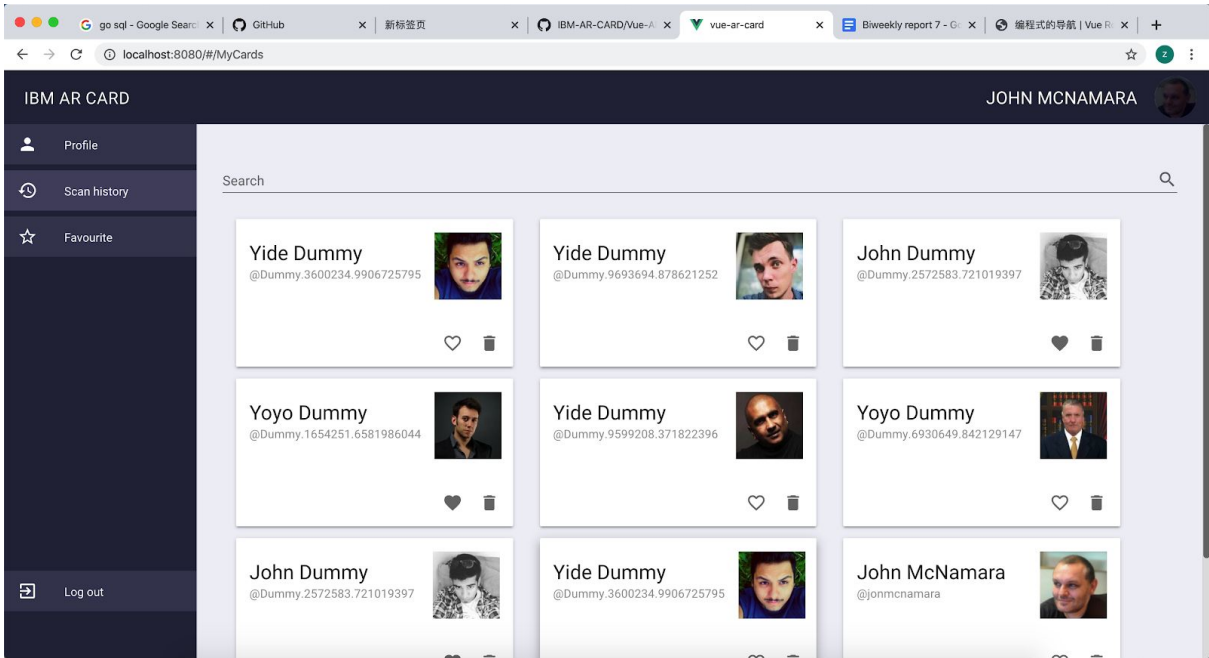 go sql - Google Searc
GitHub
新标签页
IBM-AR-CARD/Vue-A
vue-ar-card
Biweekly report 7 - Go
编程式的导航 | Vue R
localhost:8080/#/MyCards
Z
IBM AR CARD
JOHN MCNAMARA
Profile
Scan history
Favourite
Log out
Search
Yide Dummy
@Dummy.3600234.9906725795
Yide Dummy
@Dummy.9693694.878621252
John Dummy
@Dummy.2572583.721019397
Yoyo Dummy
@Dummy.1654251.6581986044
Yide Dummy
@Dummy.9599208.371822396
Yoyo Dummy
@Dummy.6930649.842129147
John Dummy
@Dummy.2572583.721019397
Yide Dummy
@Dummy.3600234.9906725795
John McNamara
@jonmcnamara